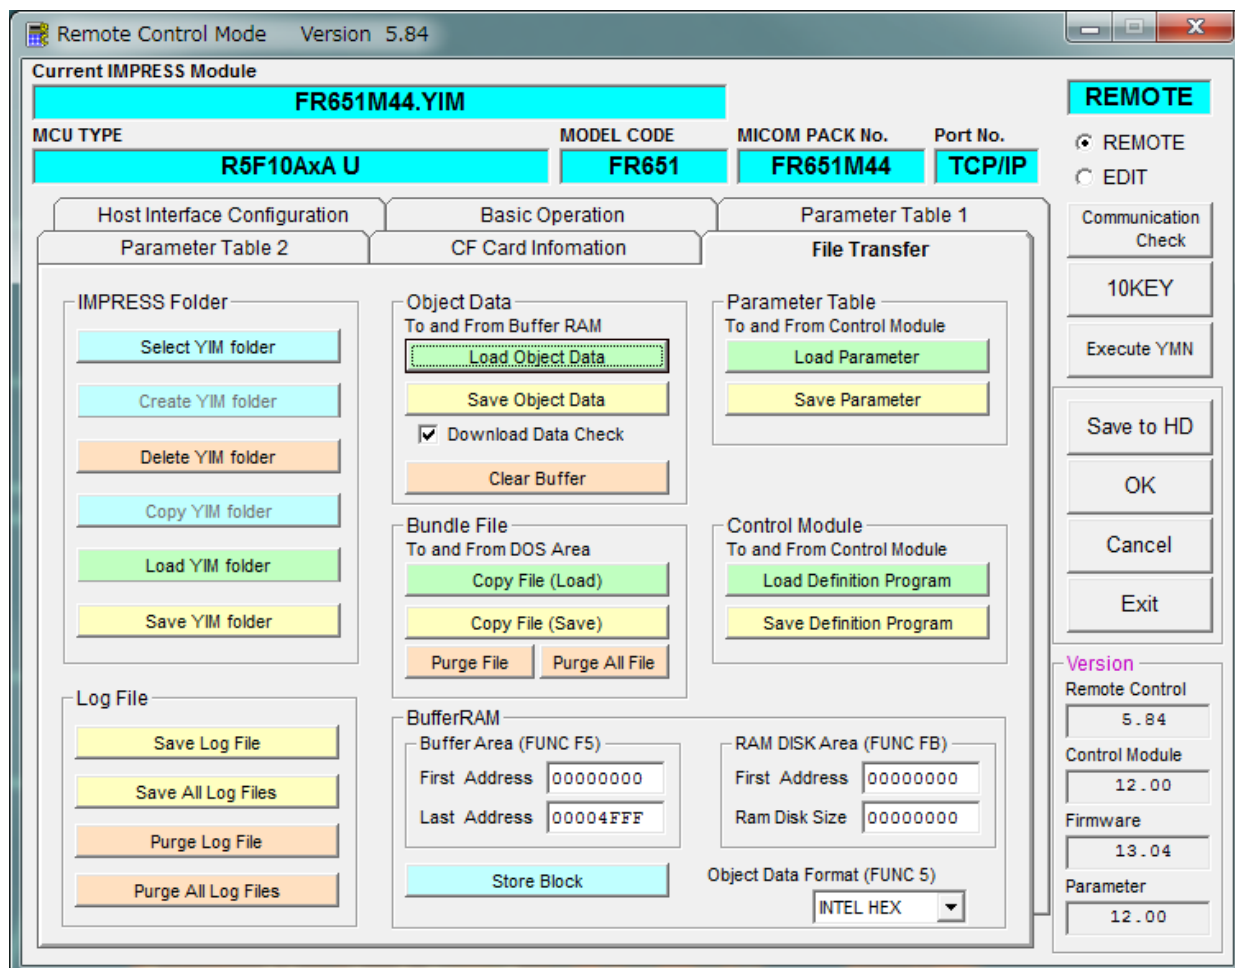 Remote Control Mode Version 5.84
Current IMPRESS Module
FR651M44.YIM
REMOTE
MCU TYPE
MODEL CODE
MICOM PACK No.
Port No.
R5F10AxA U
FR651
FR651M44
TCP/IP
REMOTE
EDIT
Host Interface Configuration
Basic Operation
Parameter Table 1
Parameter Table 2
CF Card Infomation
File Transfer
IMPRESS Folder
Select YIM folder
Create YIM folder
Delete YIM folder
Copy YIM folder
Load YIM folder
Save YIM folder
Log File
Save Log File
Save All Log Files
Purge Log File
Purge All Log Files
Object Data
To and From Buffer RAM
Load Object Data
Save Object Data
Download Data Check
Clear Buffer
Bundle File
To and From DOS Area
Copy File (Load)
Copy File (Save)
Purge File
Purge All File
Parameter Table
To and From Control Module
Load Parameter
Save Parameter
Control Module
To and From Control Module
Load Definition Program
Save Definition Program
BufferRAM
Buffer Area (FUNC F5)
First Address 00000000
Last Address 00004FFF
Store Block
RAM DISK Area (FUNC FB)
First Address 00000000
Ram Disk Size 00000000
Object Data Format (FUNC 5)
INTEL HEX
Communication
Check
10KEY
Execute YMN
Save to HD
OK
Cancel
Exit
Version
Remote Control
5.84
Control Module
12.00
Firmware
13.04
Parameter
12.00